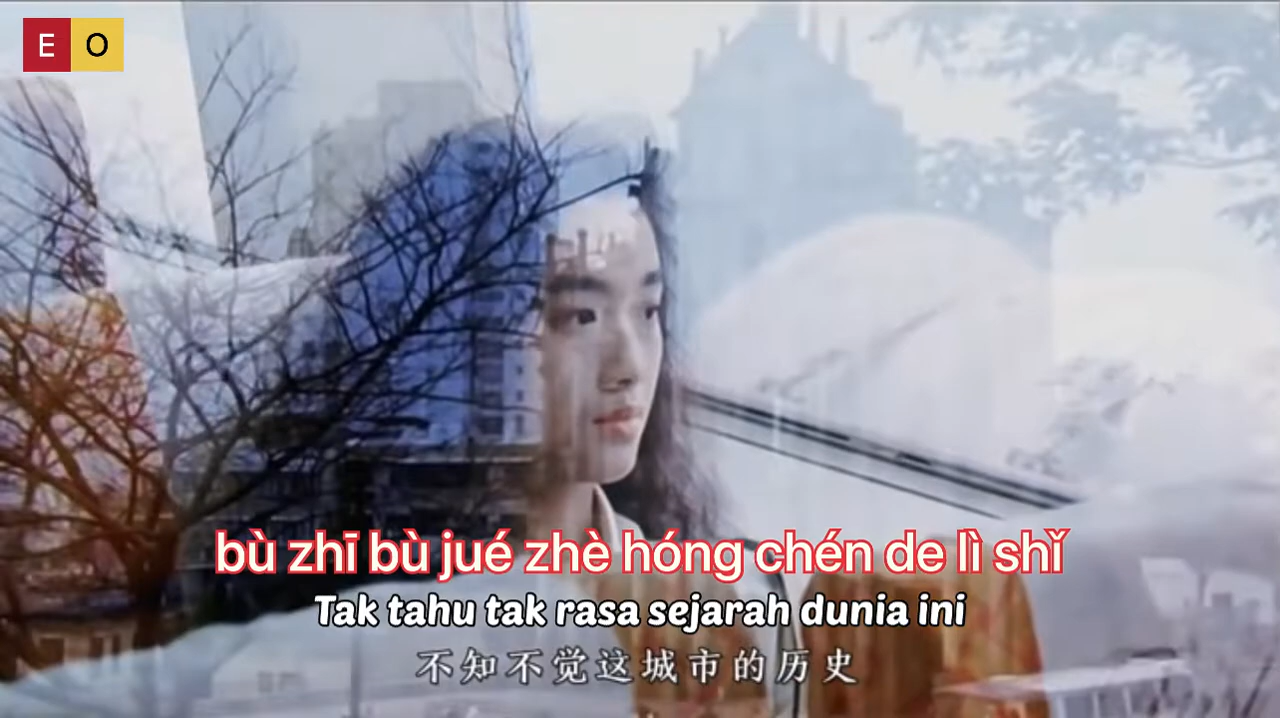 E O
bù zhī bù jué zhè hóng chén de lì shǐ
Tak tahu tak rasa sejarah dunia ini
不知不觉这城市的历史